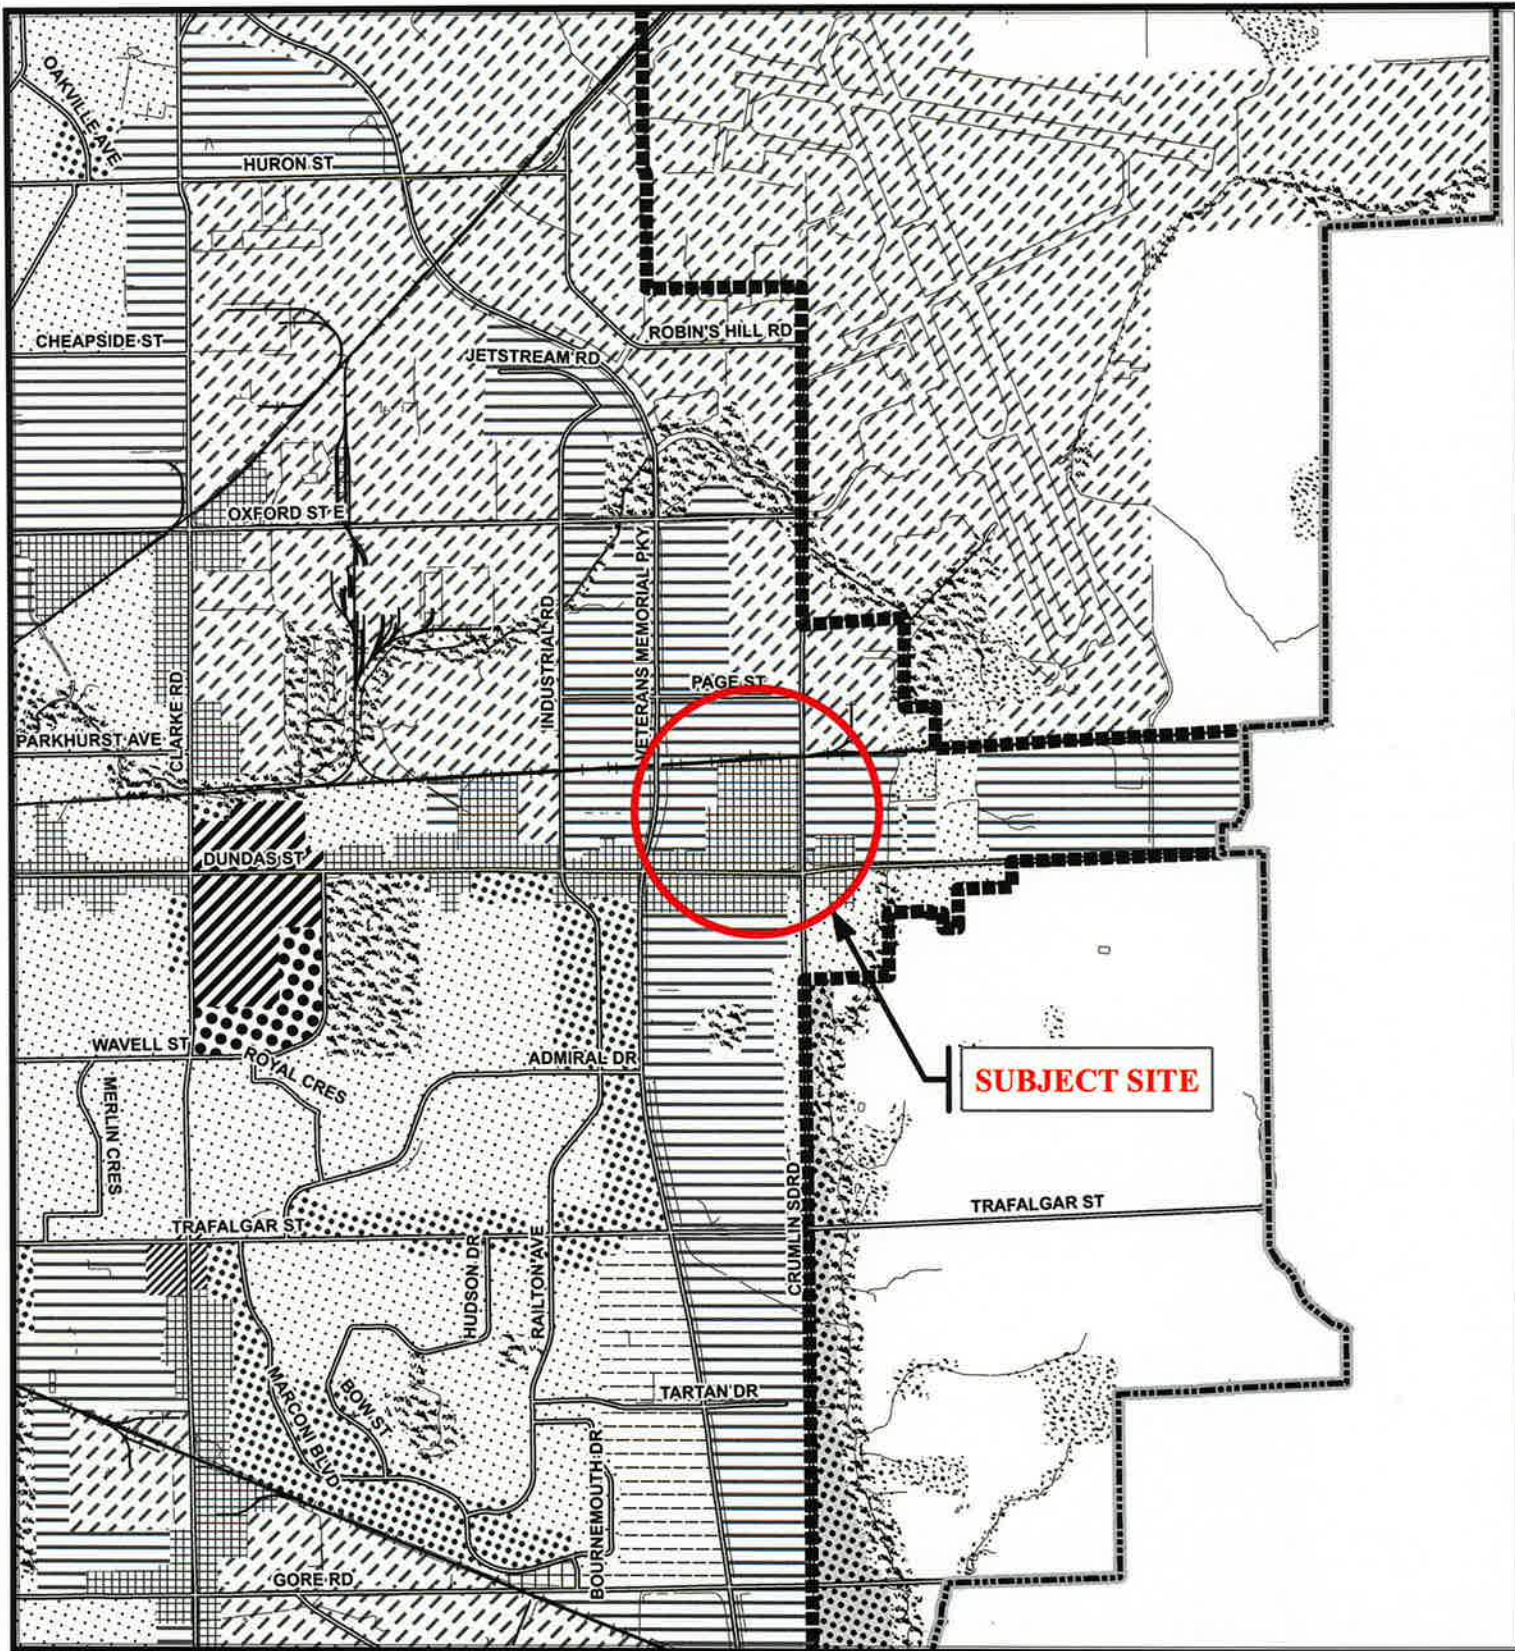 OAKVILLE AVE
HURON ST
CHEAPSIDE ST
ROBIN'S HILL RD
JETSTREAM RD
OXFORD ST E
VETERANS MEMORIAL PKY
INDUSTRIAL RD
CLARKE RD
PAGE ST
PARKHURST AVE
DUNDAS ST
WAVELL ST
ROYAL CRES
ADMIRAL DR
SUBJECT SITE
MERLIN CRES
CRUMLIN SDRD
TRAFALGAR ST
TRAFALGAR ST
HUDSON DR
RAILTON AVE
MARCONI BLVD
BOW ST
TARTAN DR
BOURNEMOUTH DR
GORE RD